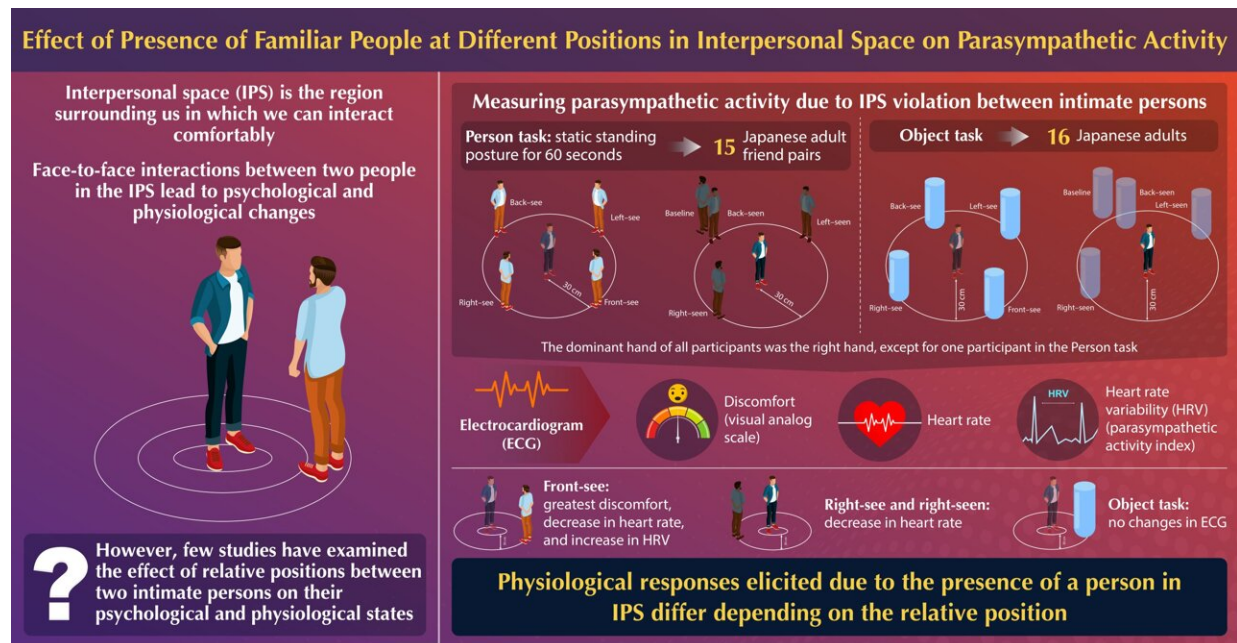 Effect of Presence of Familiar People at Different Positions in Interpersonal Space on Parasympathetic Activity
Interpersonal space (IPS) is the region
surrounding us in which we can interact
comfortably
Face-to-face interactions between two people
in the IPS lead to psychological and
physiological changes
?
However, few studies have examined
the effect of relative positions between
two intimate persons on their
psychological and physiological states
Measuring parasympathetic activity due to IPS violation between intimate persons
Person task: static standing
posture for 60 seconds
15 Japanese adult
friend pairs
Back–see
Left–see
Right–see
Front–see
30 cm
Baseline
Back–seen
Left–seen
Right–seen
30 cm
Object task
16 Japanese adults
Back–see
Left–see
Right–see
Front–see
30 cm
Baseline
Back–seen
Left–seen
Right–seen
30 cm
The dominant hand of all participants was the right hand, except for one participant in the Person task
Electrocardiogram
(ECG)
Discomfort
(visual analog
scale)
Heart rate
HRV
Heart rate
variability (HRV)
(parasympathetic
activity index)
Front-see:
greatest discomfort,
decrease in heart rate,
and increase in HRV
Right-see and right-seen:
decrease in heart rate
Object task:
no changes in ECG
Physiological responses elicited due to the presence of a person in
IPS differ depending on the relative position